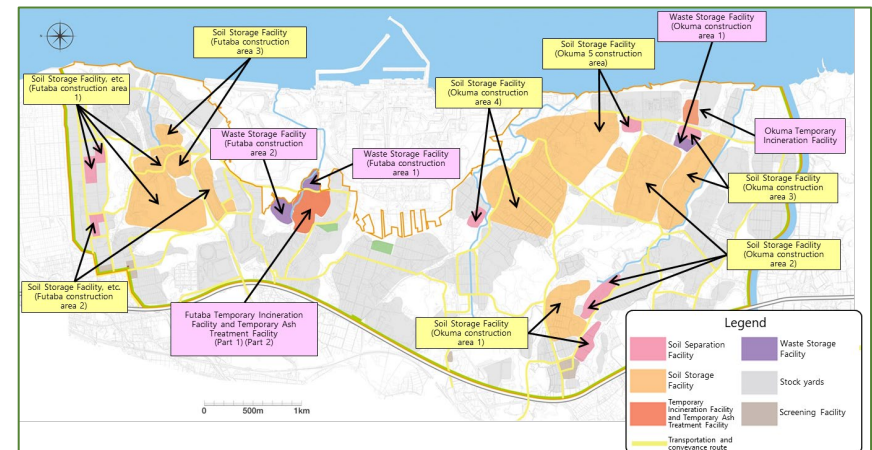 Soil Storage Facility
(Futaba construction
area 3)
Soil Storage Facility, etc.
(Futaba construction area
1)
Waste Storage Facility
(Futaba construction
area 2)
Waste Storage Facility
(Futaba construction
area 1)
Soil Storage Facility, etc.
(Futaba construction
area 2)
Futaba Temporary Incineration
Facility and Temporary Ash
Treatment Facility
(Part 1) (Part 2)
Soil Storage Facility
(Okuma construction
area 4)
Soil Storage Facility
(Okuma 5 construction
area)
Waste Storage Facility
(Okuma construction
area 1)
Okuma Temporary
Incineration Facility
Soil Storage Facility
(Okuma construction
area 3)
Soil Storage Facility
(Okuma construction
area 2)
Soil Storage Facility
(Okuma construction
area 1)
0 500m 1km
Legend
Soil Separation
Facility
Waste Storage
Facility
Soil Storage
Facility
Stock yards
Temporary
Incineration Facility
and Temporary Ash
Treatment Facility
Screening Facility
Transportation and
conveyance route